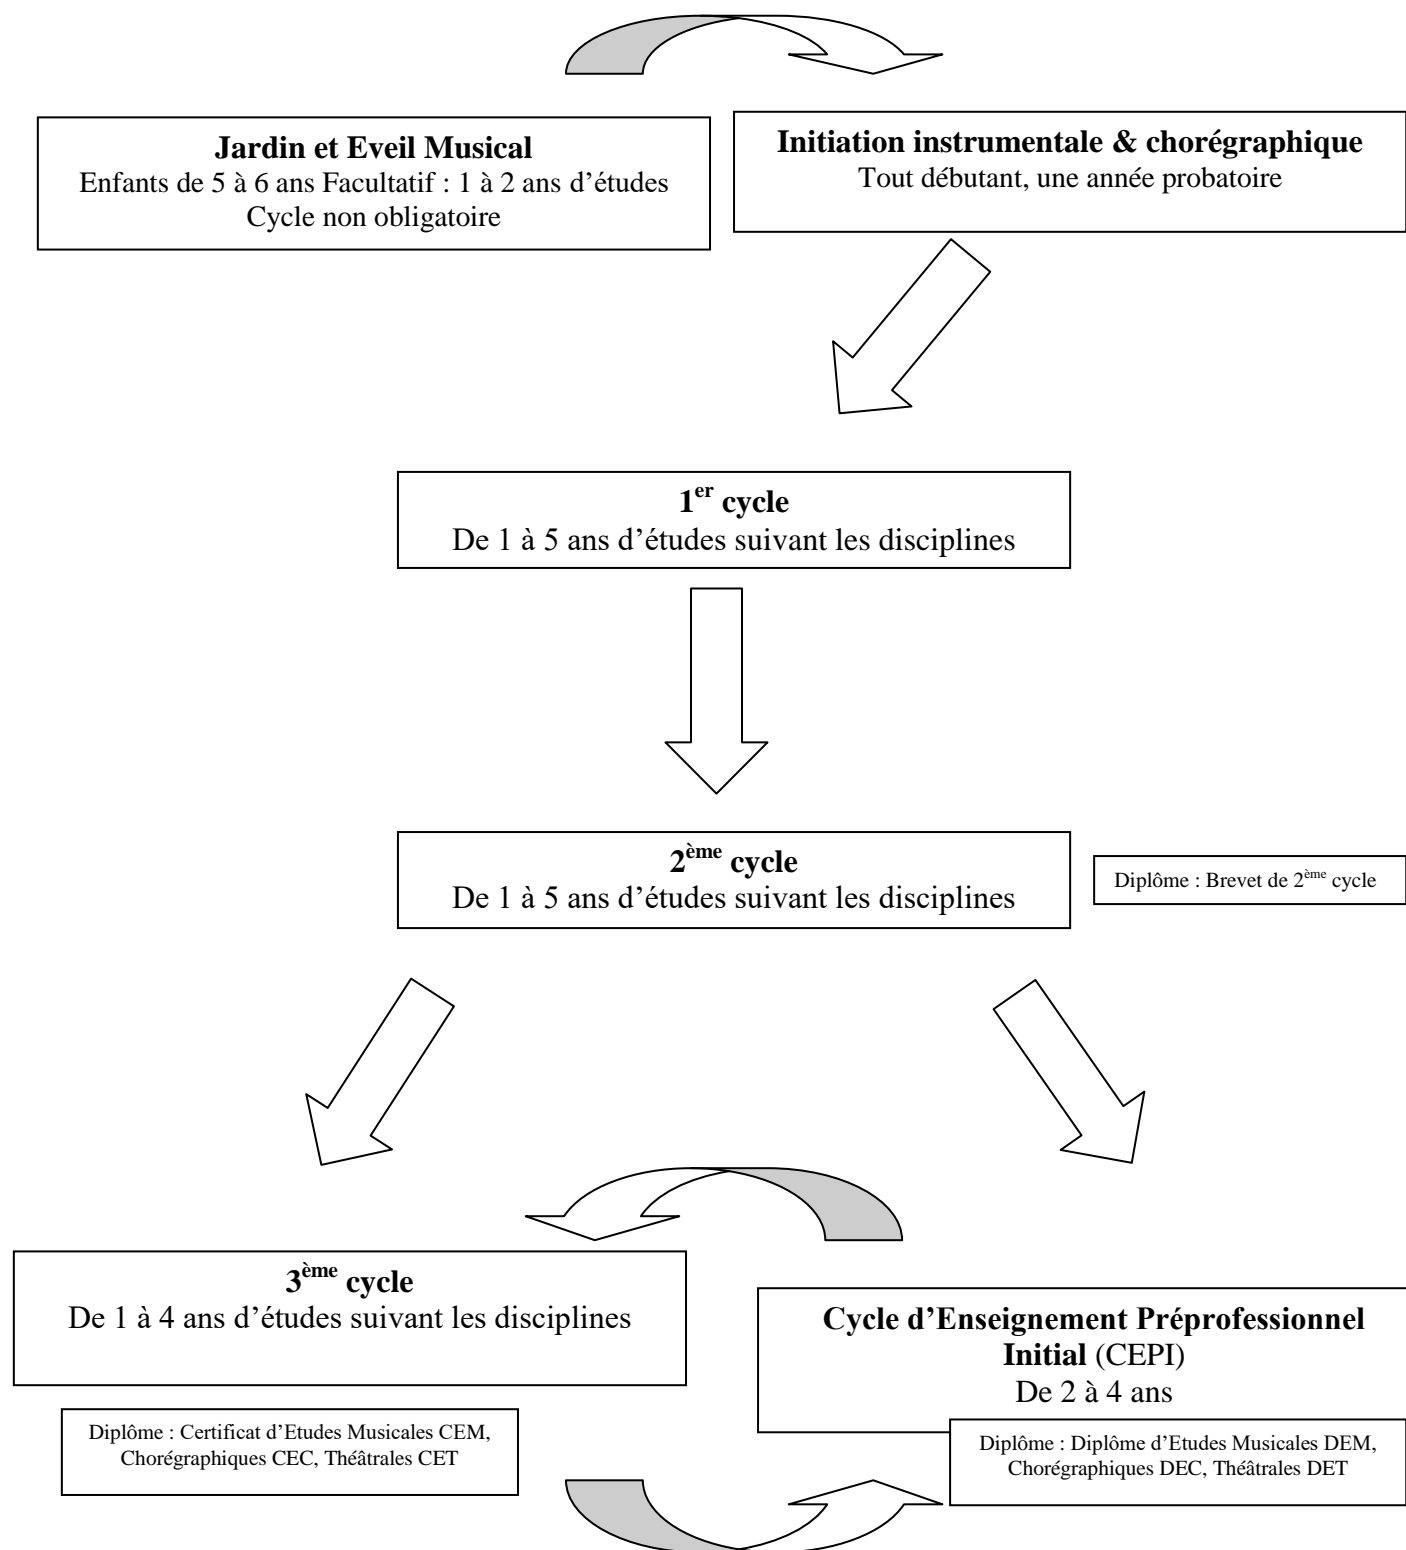 Jardin et Eveil Musical
Enfants de 5 à 6 ans Facultatif : 1 à 2 ans d’études
Cycle non obligatoire
Initiation instrumentale & chorégraphique
Tout débutant, une année probatoire
1er cycle
De 1 à 5 ans d’études suivant les disciplines
2ème cycle
De 1 à 5 ans d’études suivant les disciplines
Diplôme : Brevet de 2ème cycle
3ème cycle
De 1 à 4 ans d’études suivant les disciplines
Diplôme : Certificat d’Etudes Musicales CEM,
Chorégraphiques CEC, Théâtrales CET
Cycle d’Enseignement Préprofessionnel
Initial (CEPI)
De 2 à 4 ans
Diplôme : Diplôme d’Etudes Musicales DEM,
Chorégraphiques DEC, Théâtrales DET